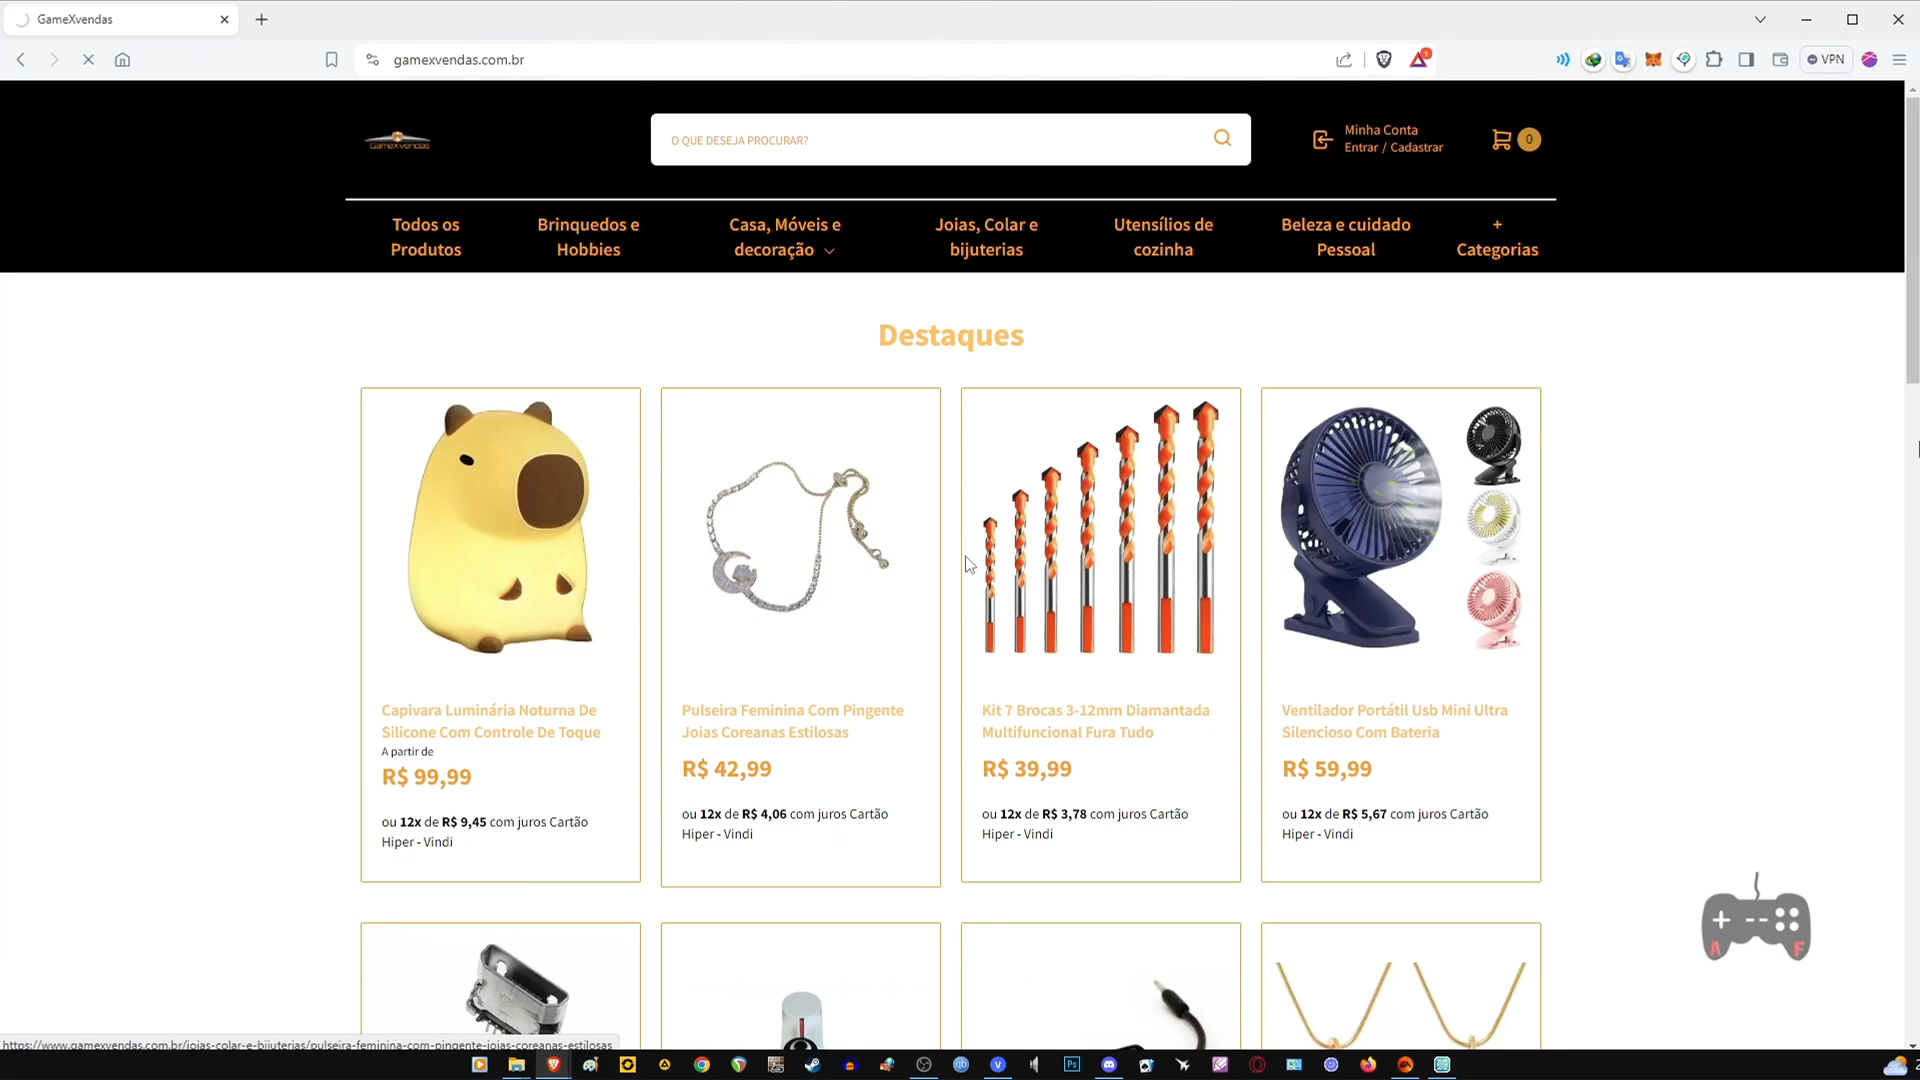 GameXvendas
gamexvendas.com.br
1
VPN
GameXvendas
O QUE DESEJA PROCURAR?
Minha Conta
Entrar / Cadastrar
0
Todos os
Produtos
Brinquedos e
Hobbies
Casa, Móveis e
decoração
Joias, Colar e
bijuterias
Utensílios de
cozinha
Beleza e cuidado
Pessoal
+
Categorias
Destaques
Capivara Luminária Noturna De
Silicone Com Controle De Toque
A partir de
R$ 99,99
ou 12x de R$ 9,45 com juros Cartão
Hiper - Vindi
Pulseira Feminina Com Pingente
Joias Coreanas Estilosas
R$ 42,99
ou 12x de R$ 4,06 com juros Cartão
Hiper - Vindi
Kit 7 Brocas 3-12mm Diamantada
Multifuncional Fura Tudo
R$ 39,99
ou 12x de R$ 3,78 com juros Cartão
Hiper - Vindi
Ventilador Portátil Usb Mini Ultra
Silencioso Com Bateria
R$ 59,99
ou 12x de R$ 5,67 com juros Cartão
Hiper - Vindi
A F
https://www.gamexvendas.com.br/joias-colar-e-bijuterias/pulseira-feminina-com-pingente-joias-coreanas-estilosas